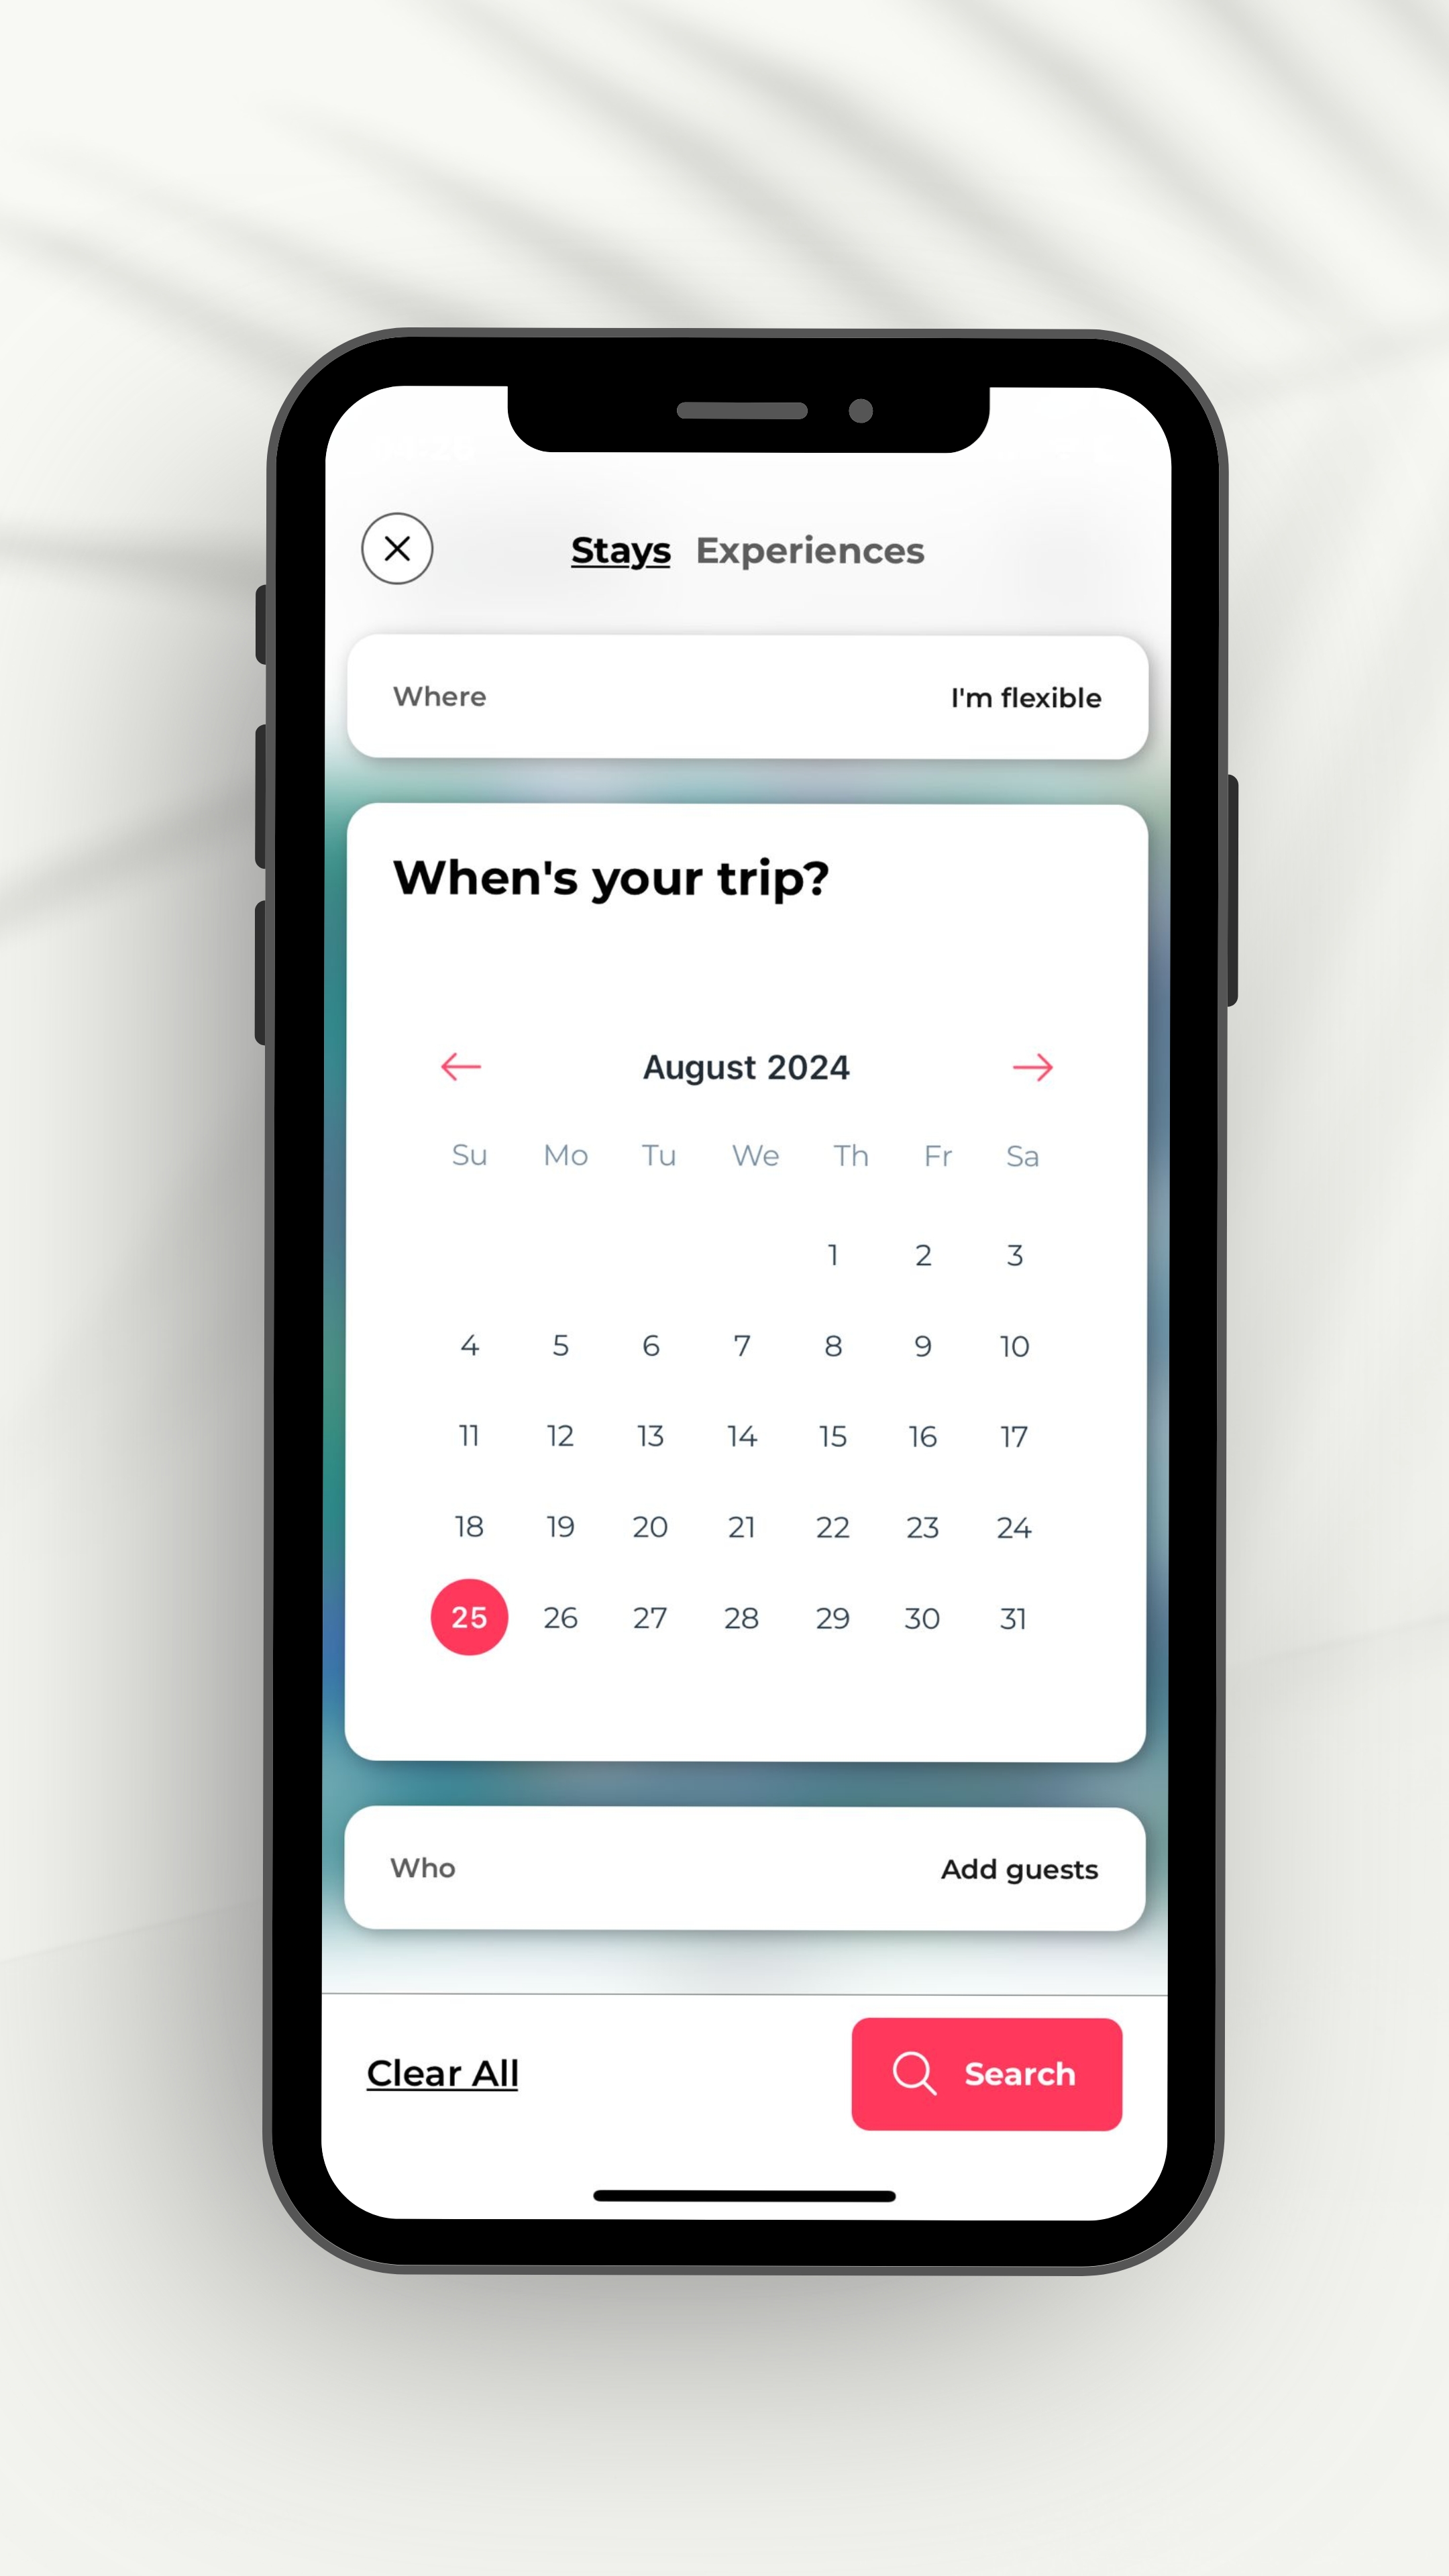 Stays Experiences
Where I'm flexible
When's your trip?
August 2024
Su Mo Tu We Th Fr Sa
1 2 3
4 5 6 7 8 9 10
11 12 13 14 15 16 17
18 19 20 21 22 23 24
25 26 27 28 29 30 31
Who Add guests
Clear All Search